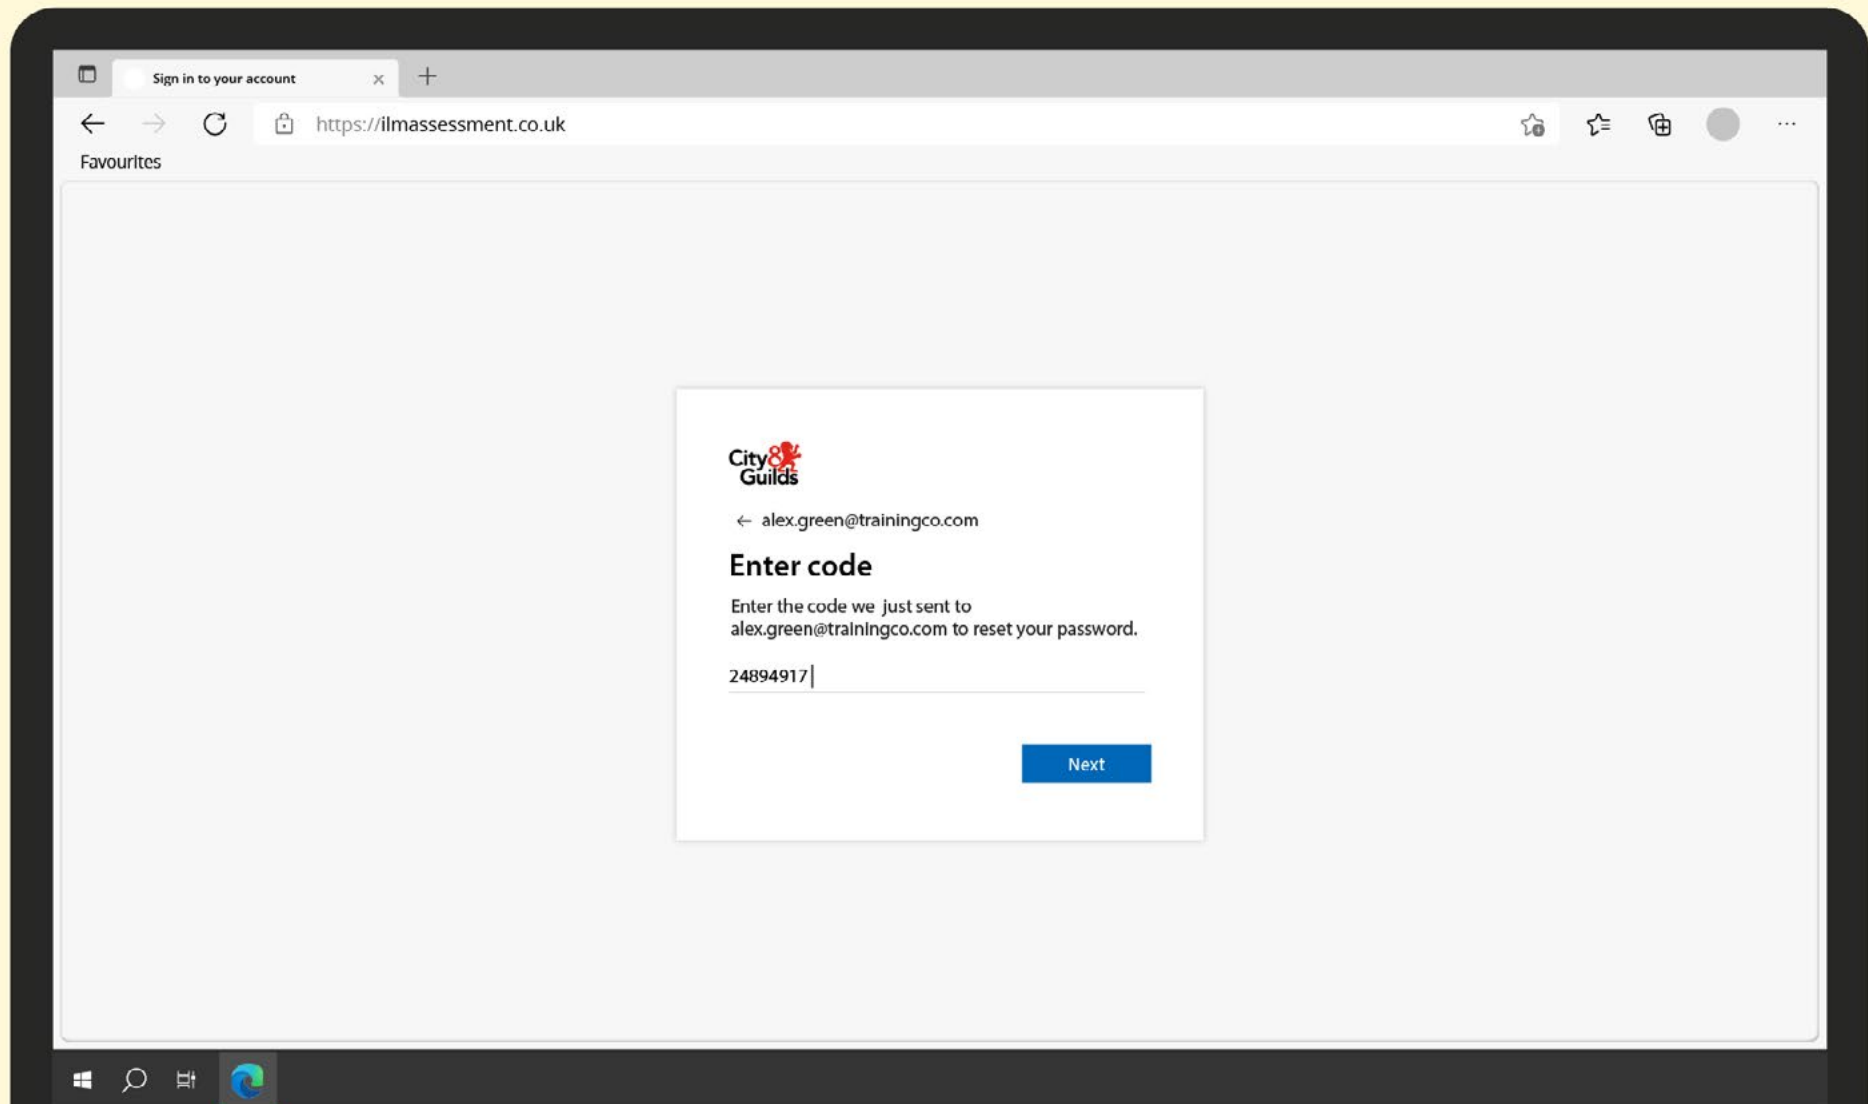 Sign in to your account
https://ilmassessment.co.uk
Favourites
City&
Guilds
alex.green@trainingco.com
Enter code
Enter the code we just sent to
alex.green@trainingco.com to reset your password.
24894917
Next